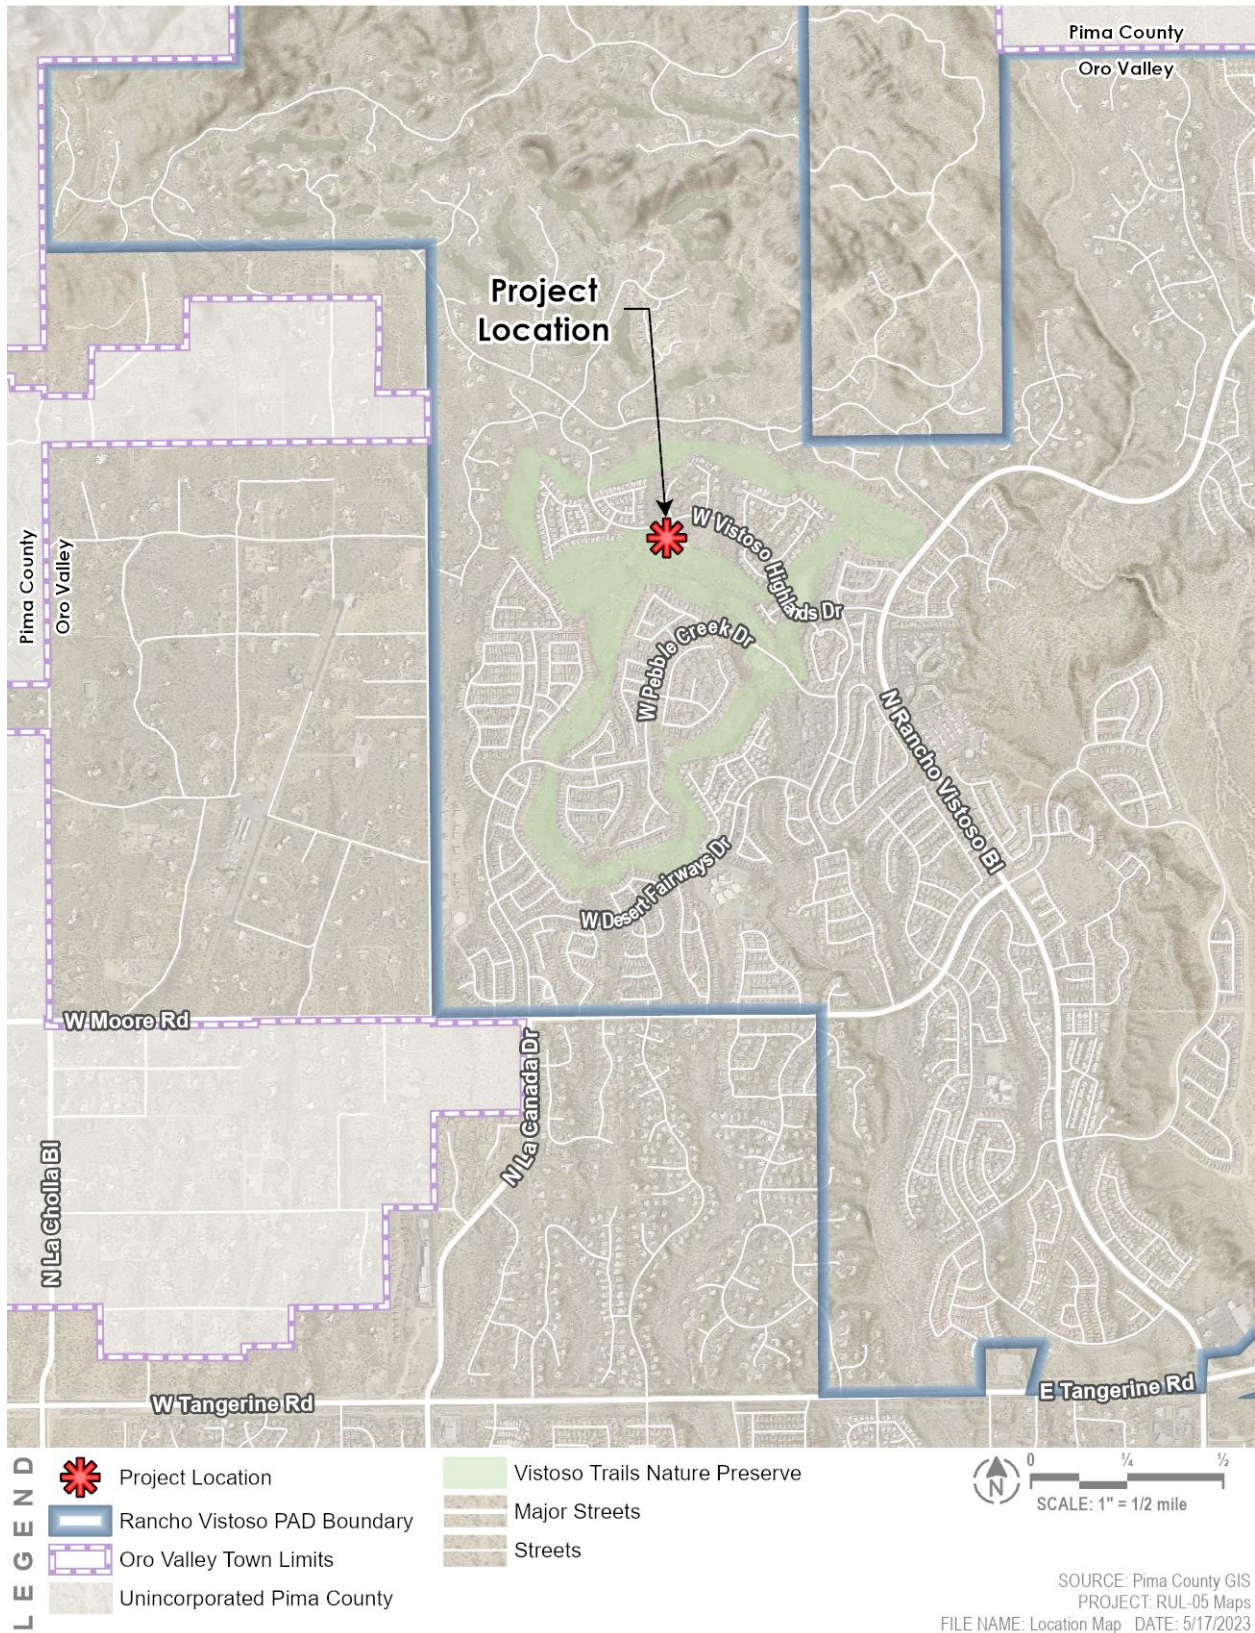 Pima County
Oro Valley
Project
Location
W Vistoso Highlands Dr
Pima County
Oro Valley
W Pebble Creek Dr
N Rancho Vistoso Bl
W Desert Fairways Dr
W Moore Rd
N La Canada Dr
N La Cholla Bl
W Tangerine Rd
E Tangerine Rd
LEGEND
Project Location
Rancho Vistoso PAD Boundary
Oro Valley Town Limits
Unincorporated Pima County
Vistoso Trails Nature Preserve
Major Streets
Streets
N
0 ¼ ½
SCALE: 1" = 1/2 mile
SOURCE: Pima County GIS
PROJECT: RUL-05 Maps
FILE NAME: Location Map DATE: 5/17/2023